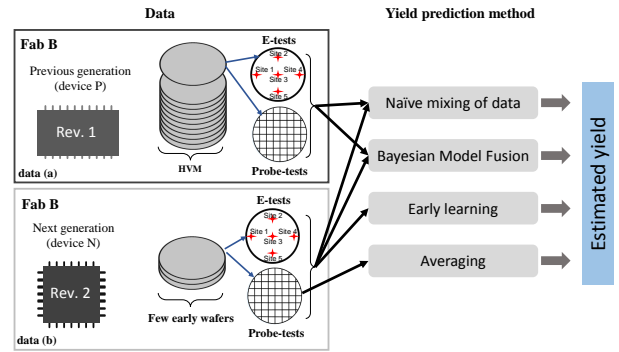 Data
Yield prediction method
Fab B
Previous generation
(device P)
Rev. 1
data (a)
HVM
E-tests
Site 2
Site 1 Site 4
Site 3
Site 5
Probe-tests
Fab B
Next generation
(device N)
Rev. 2
data (b)
Few early wafers
E-tests
Site 2
Site 1 Site 4
Site 3
Site 5
Probe-tests
Naïve mixing of data
Bayesian Model Fusion
Early learning
Averaging
Estimated yield